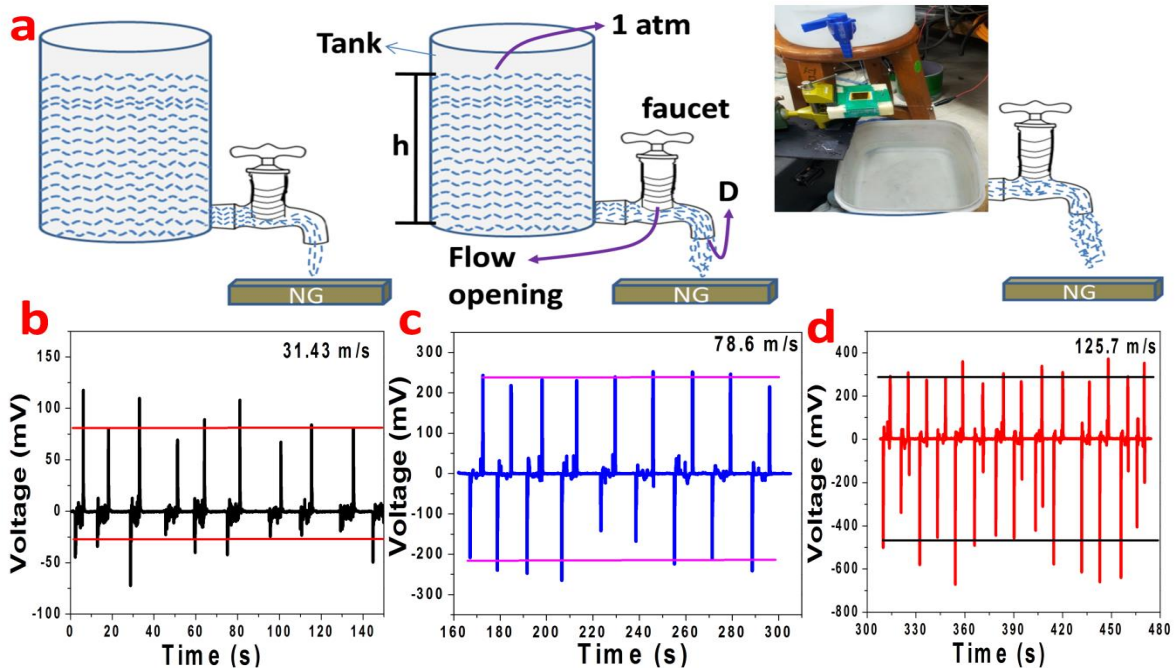 a
Tank
1 atm
h
faucet
D
Flow
opening
NG
NG
NG
b
31.43 m/s
Voltage (mV)
150
100
50
0
-50
-100
0 20 40 60 80 100 120 140
Time (s)
c
78.6 m/s
Voltage (mV)
300
200
100
0
-100
-200
-300
160 180 200 220 240 260 280 300
Time (s)
d
125.7 m/s
Voltage (mV)
400
200
0
-200
-400
-600
-800
300 330 360 390 420 450 480
Time (s)